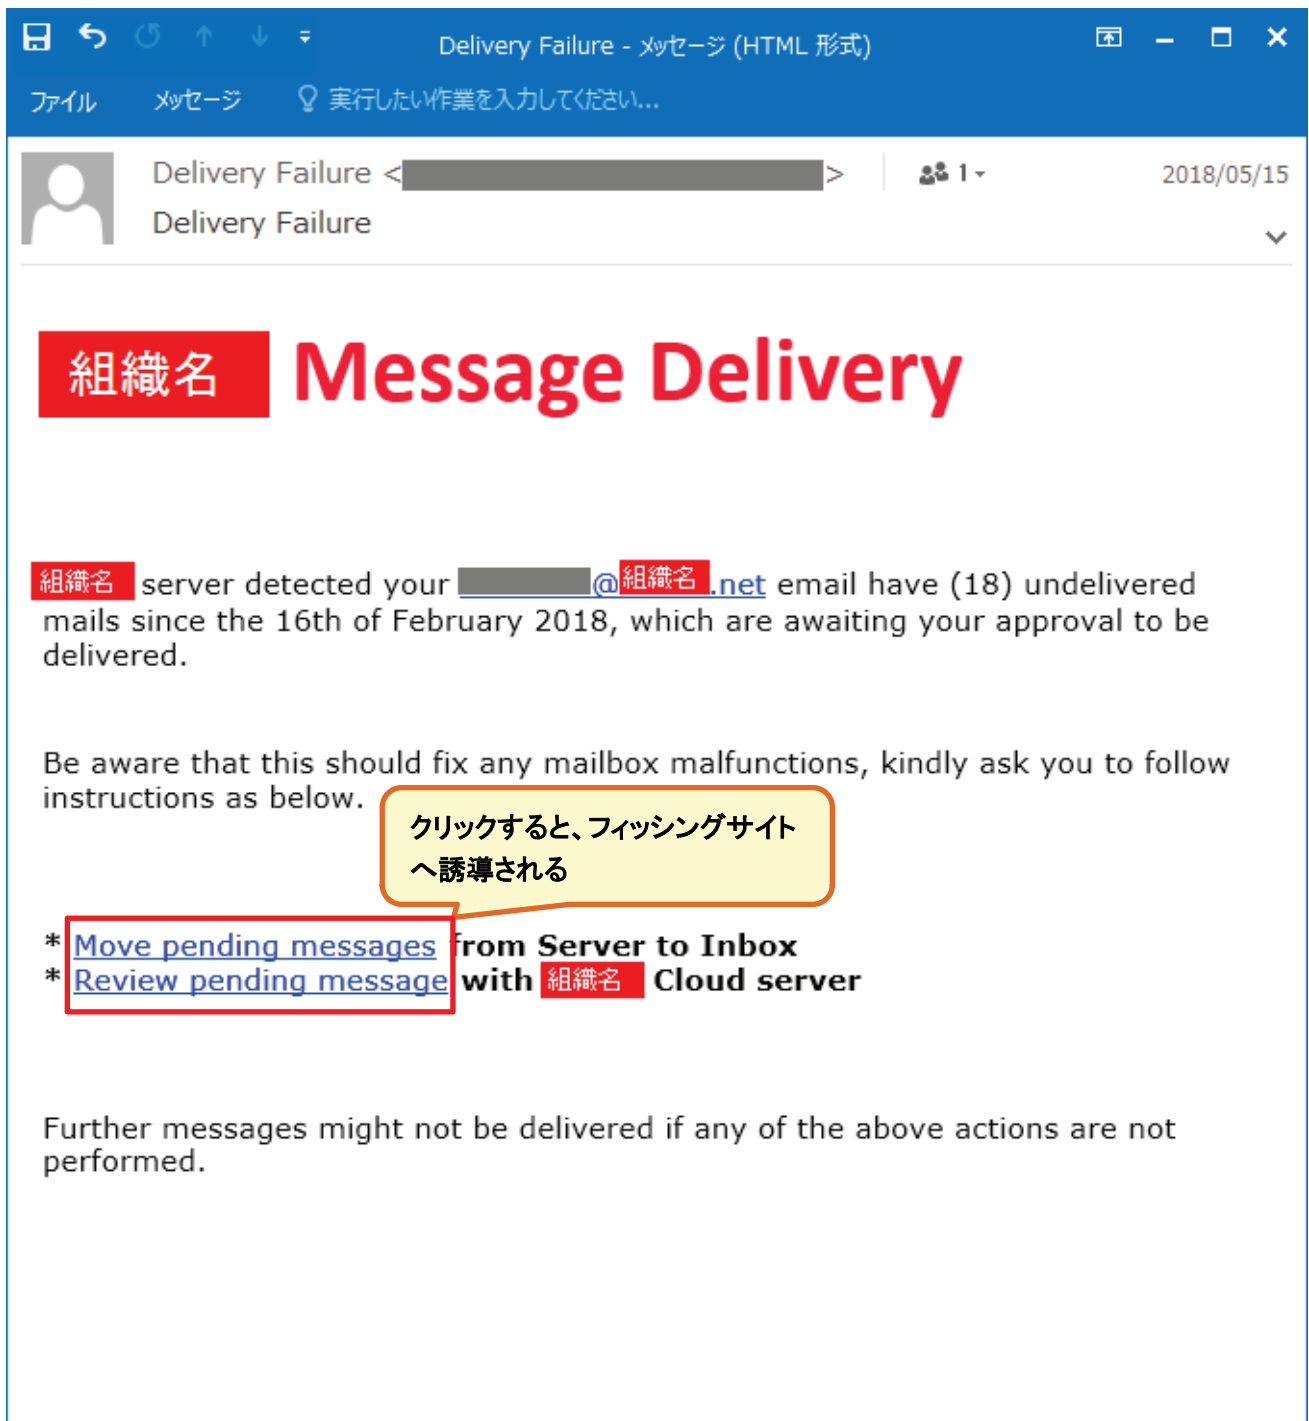 Delivery Failure - メッセージ (HTML 形式)
ファイル メッセージ 実行したい作業を入力してください...
Delivery Failure < > 1 2018/05/15
Delivery Failure
組織名 Message Delivery
組織名 server detected your @組織名.net email have (18) undelivered
mails since the 16th of February 2018, which are awaiting your approval to be
delivered.
Be aware that this should fix any mailbox malfunctions, kindly ask you to follow
instructions as below.
クリックすると、フィッシングサイト
へ誘導される
* Move pending messages from Server to Inbox
* Review pending message with 組織名 Cloud server
Further messages might not be delivered if any of the above actions are not
performed.